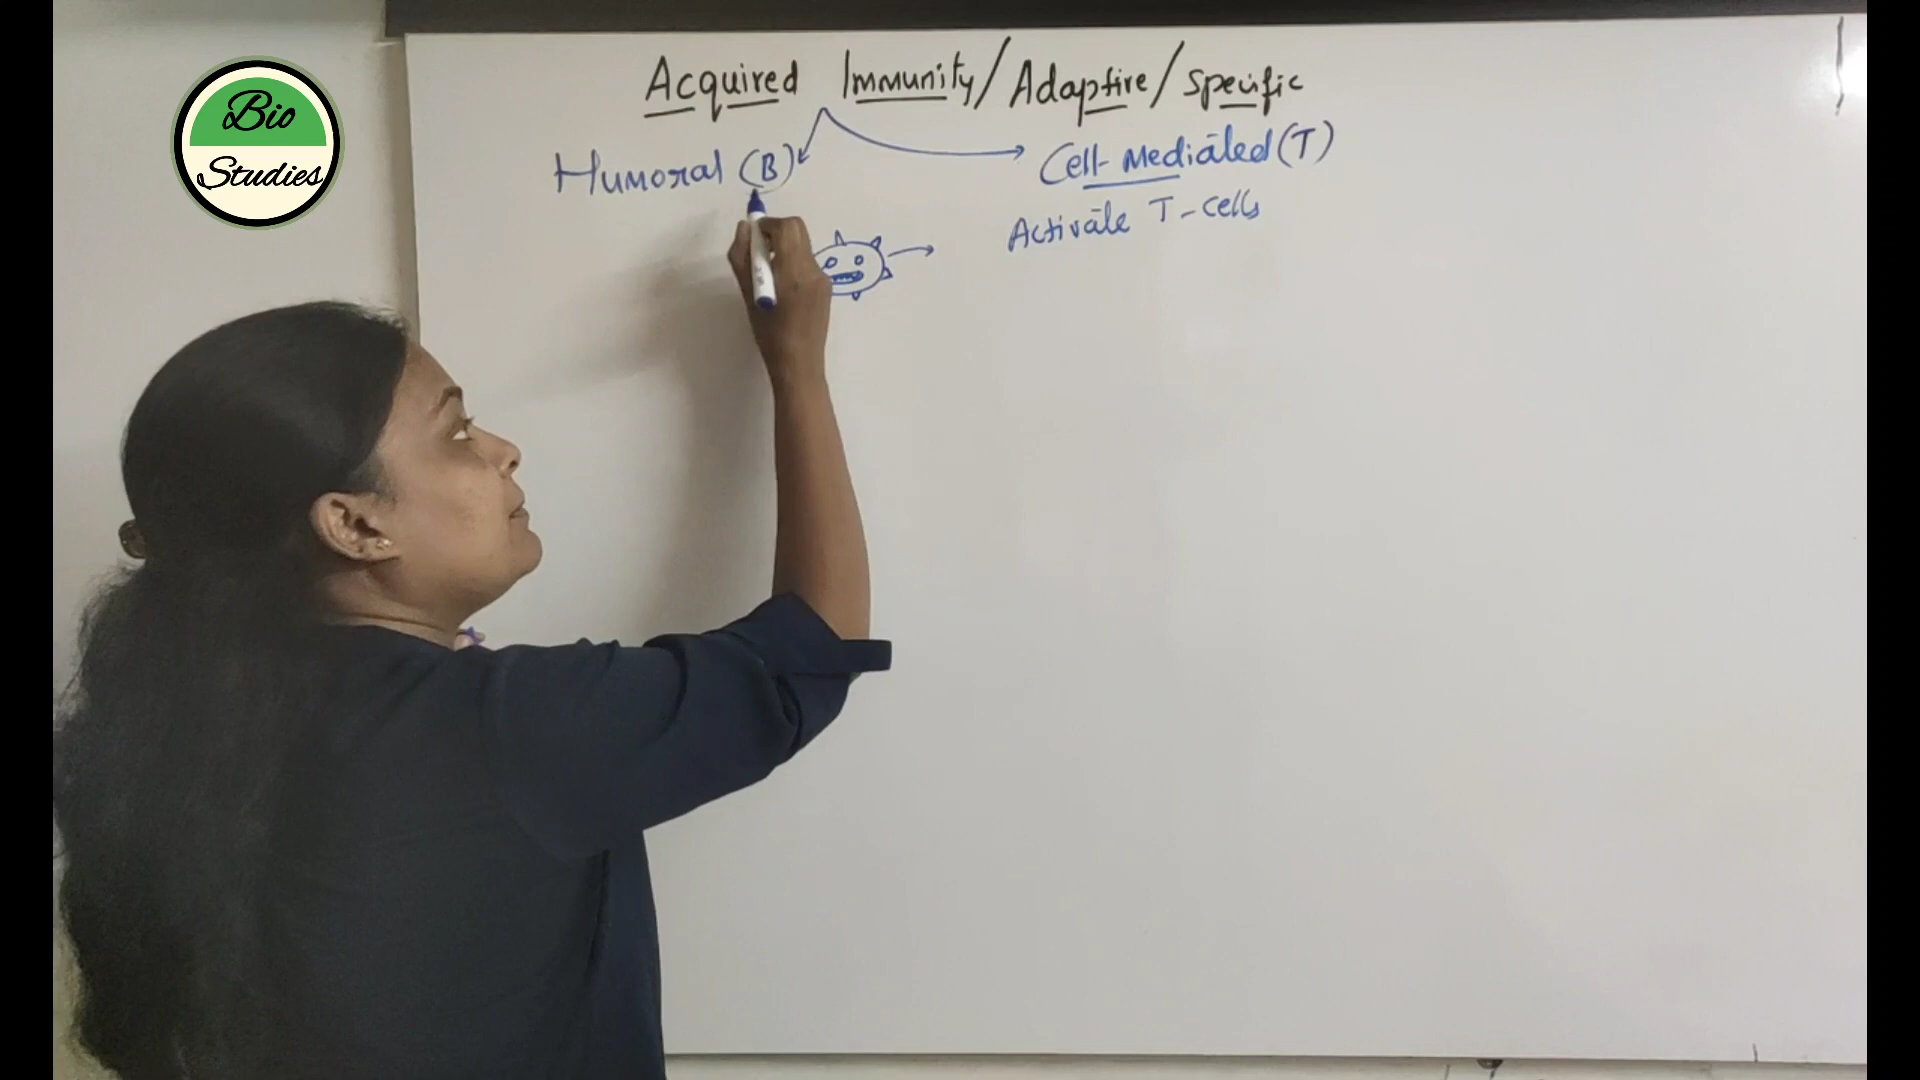 Bio
Studies
Acquired Immunity/Adaptive/Specific
Humoral (B)
Cell-Mediated (T)
Activate T-cells